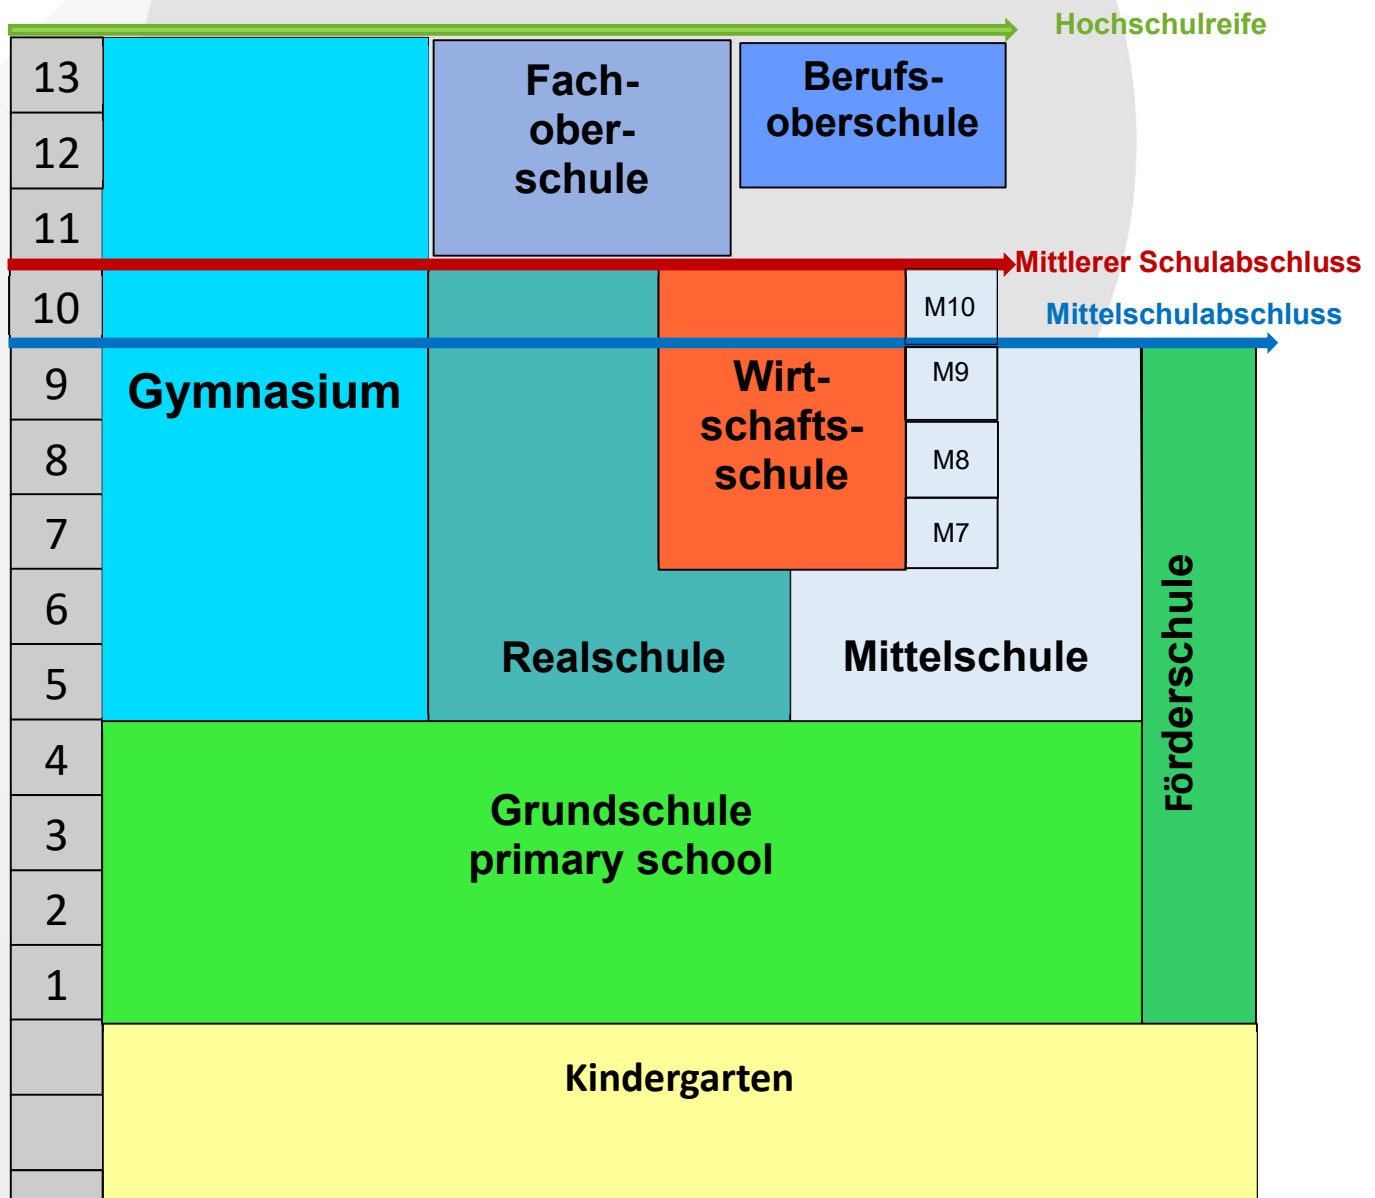 Hochschulreife
13
Fach-
ober-
schule
Berufs-
oberschule
12
11
Mittlerer Schulabschluss
10
M10
Mittelschulabschluss
9
Gymnasium
Wirt-
schafts-
schule
M9
8
M8
7
M7
6
Realschule
Mittelschule
5
Förderschule
4
Grundschule
primary school
3
2
1
Kindergarten